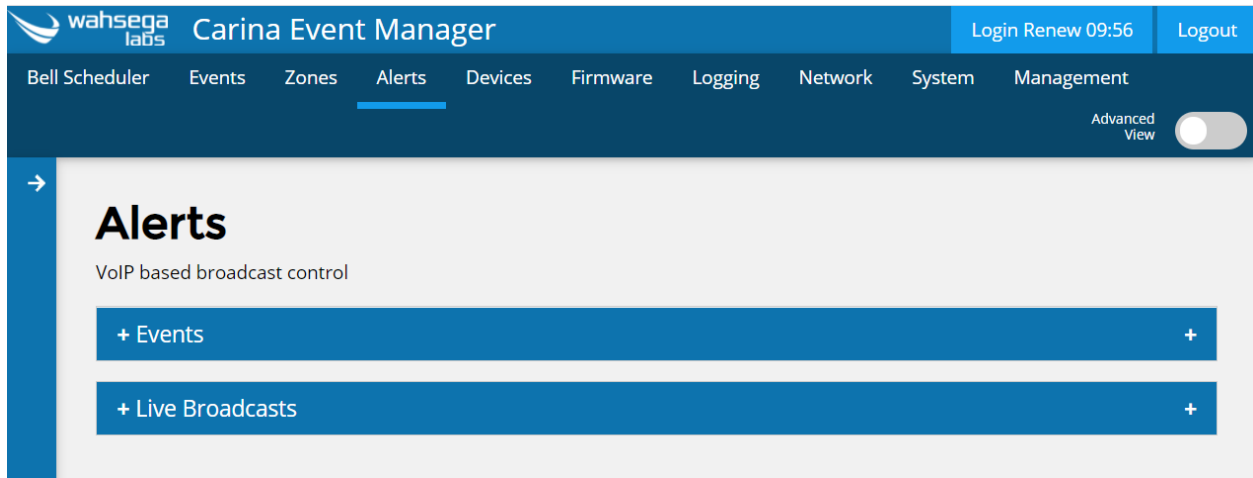 wahsega
labs
Carina Event Manager
Login Renew 09:56
Logout
Bell Scheduler Events Zones Alerts Devices Firmware Logging Network System Management
Advanced
View
Alerts
VoIP based broadcast control
+ Events +
+ Live Broadcasts +